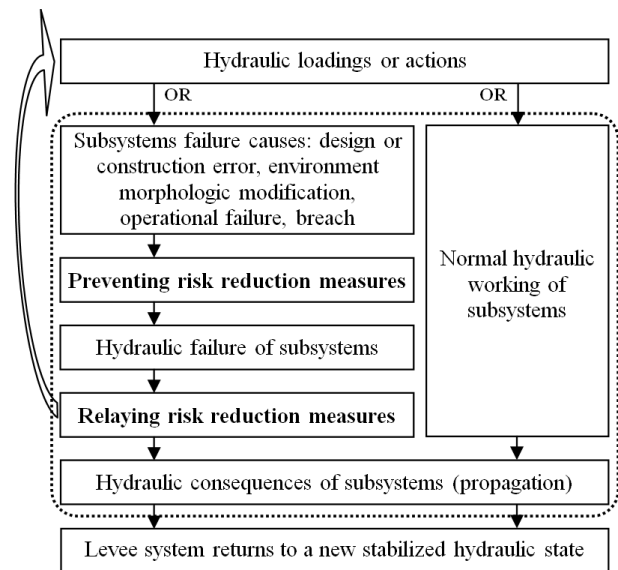 Hydraulic loadings or actions
OR
OR
Subsystems failure causes: design or
construction error, environment
morphologic modification,
operational failure, breach
Preventing risk reduction measures
Hydraulic failure of subsystems
Relaying risk reduction measures
Normal hydraulic
working of
subsystems
Hydraulic consequences of subsystems (propagation)
Levee system returns to a new stabilized hydraulic state